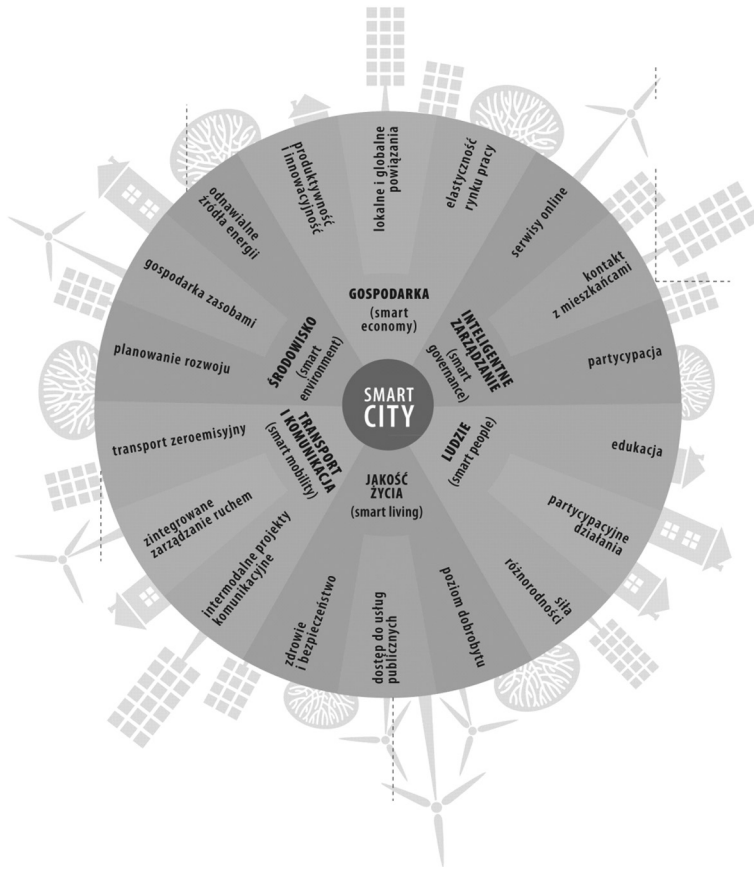 SMART
CITY
GOSPODARKA
(smart
economy)
produktywność
i innowacyjność
lokalne i globalne
powiązania
elastyczność
rynku pracy
INTELIGENTNE
ZARZĄDZANIE
(smart
governance)
serwisy online
kontakt
z mieszkańcami
partycypacja
LUDZIE
(smart people)
edukacja
partycypacyjne
działania
siła
różnorodności
JAKOŚĆ
ŻYCIA
(smart living)
poziom dobrobytu
dostęp do usług
publicznych
zdrowie
i bezpieczeństwo
TRANSPORT
I KOMUNIKACJA
(smart mobility)
intermodalne projekty
komunikacyjne
zintegrowane
zarządzanie ruchem
transport zeroemisyjny
ŚRODOWISKO
(smart
environment)
planowanie rozwoju
gospodarka zasobami
odnawialne
źródła energii